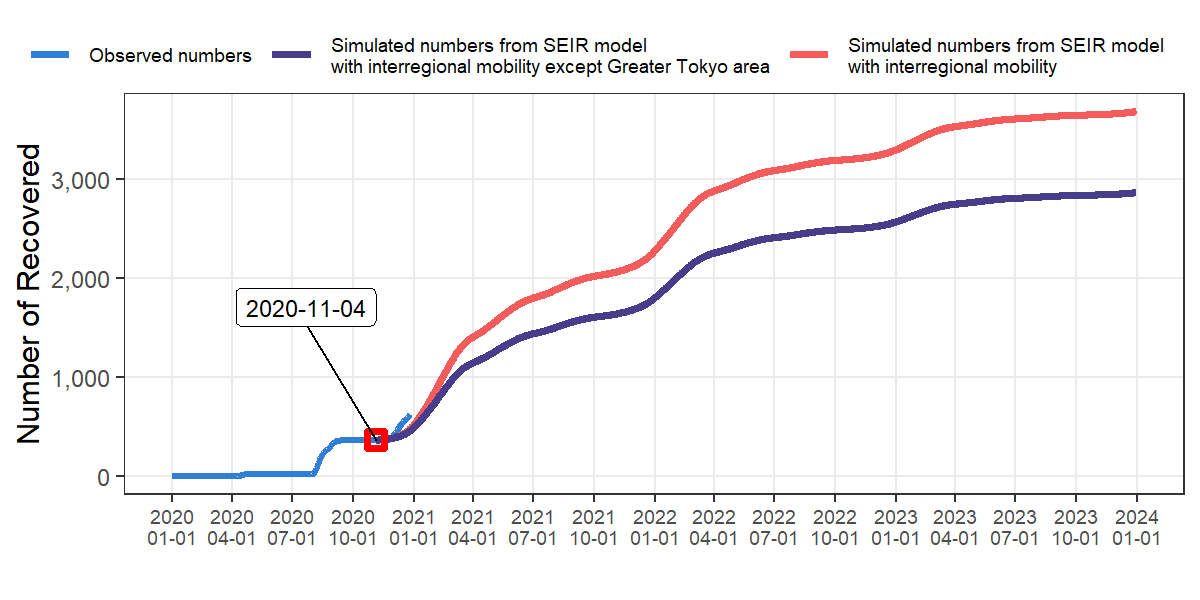 Observed numbers
Simulated numbers from SEIR model
with interregional mobility except Greater Tokyo area
Simulated numbers from SEIR model
with interregional mobility
Number of Recovered
3,000
2,000
1,000
0
2020-11-04
2020 2020 2020 2020 2021 2021 2021 2021 2022 2022 2022 2022 2023 2023 2023 2023 2024
01-01 04-01 07-01 10-01 01-01 04-01 07-01 10-01 01-01 04-01 07-01 10-01 01-01 04-01 07-01 10-01 01-01